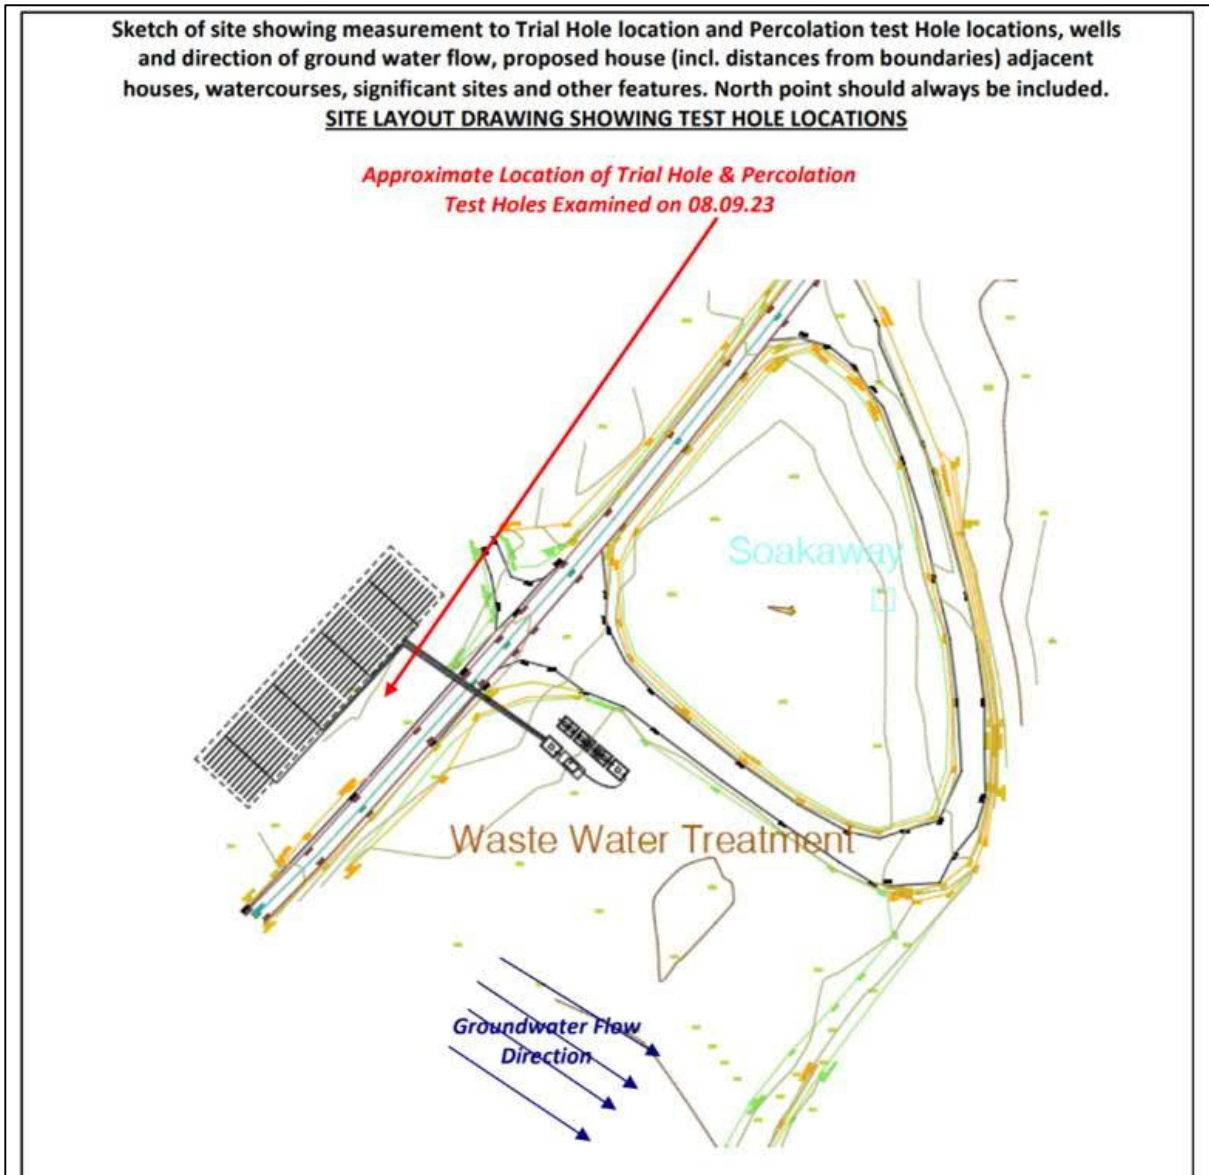 Sketch of site showing measurement to Trial Hole location and Percolation test Hole locations, wells
and direction of ground water flow, proposed house (incl. distances from boundaries) adjacent
houses, watercourses, significant sites and other features. North point should always be included.
SITE LAYOUT DRAWING SHOWING TEST HOLE LOCATIONS
Approximate Location of Trial Hole & Percolation
Test Holes Examined on 08.09.23
Soakaway
Waste Water Treatment
Groundwater Flow
Direction